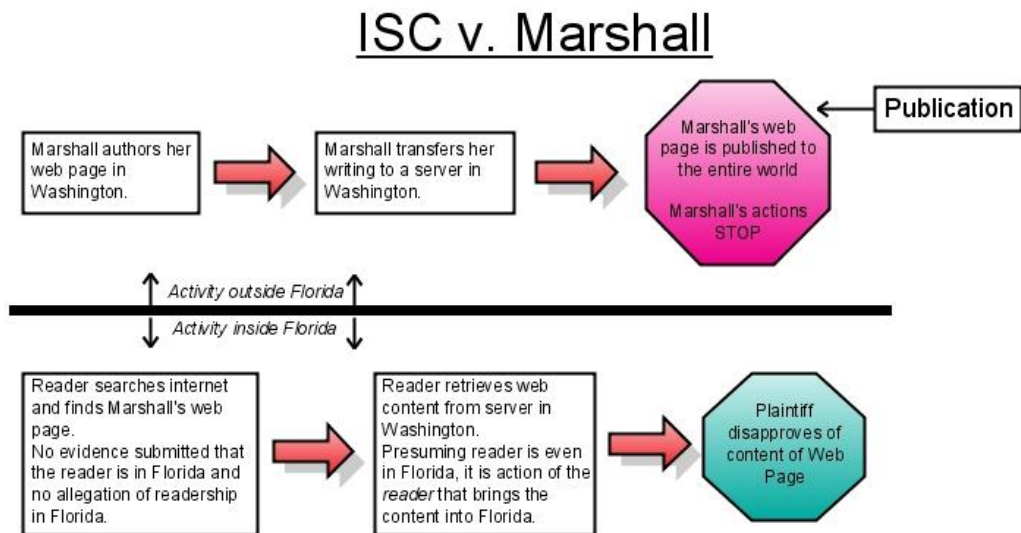 ISC v. Marshall
Marshall authors her
web page in
Washington.
Marshall transfers her
writing to a server in
Washington.
Marshall's web
page is published to
the entire world
Marshall's actions
STOP
Publication
Activity outside Florida
Activity inside Florida
Reader searches internet
and finds Marshall's web
page.
No evidence submitted that
the reader is in Florida and
no allegation of readership
in Florida.
Reader retrieves web
content from server in
Washington.
Presuming reader is even
in Florida, it is action of the
reader that brings the
content into Florida.
Plaintiff
disapproves of
content of Web
Page